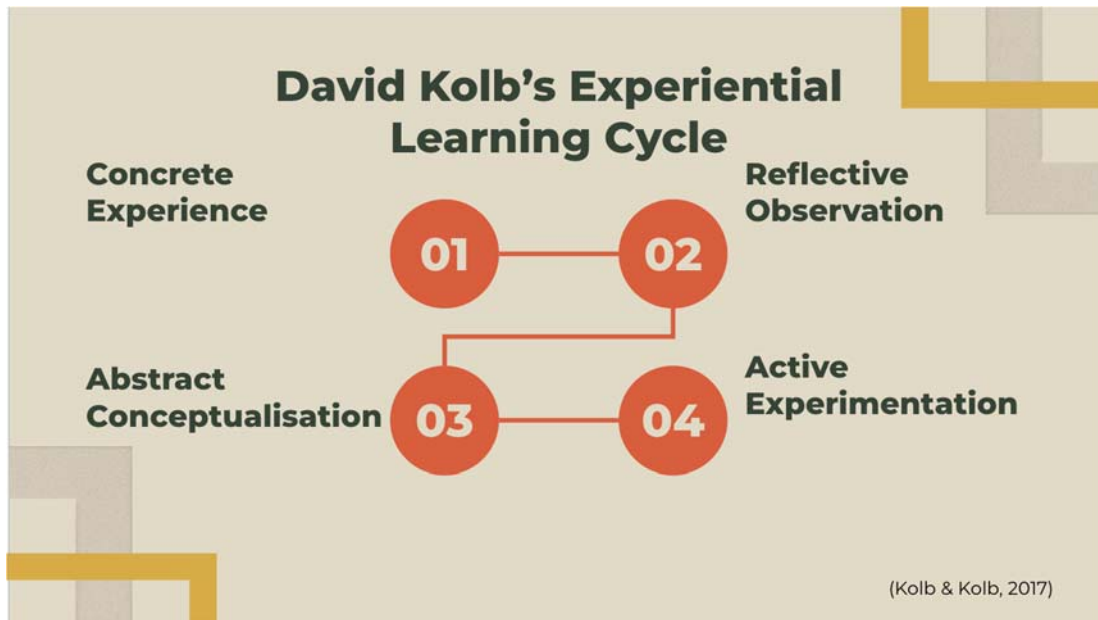 David Kolb’s Experiential
Learning Cycle
Concrete
Experience
01
02
Reflective
Observation
Abstract
Conceptualisation
03
04
Active
Experimentation
(Kolb & Kolb, 2017)